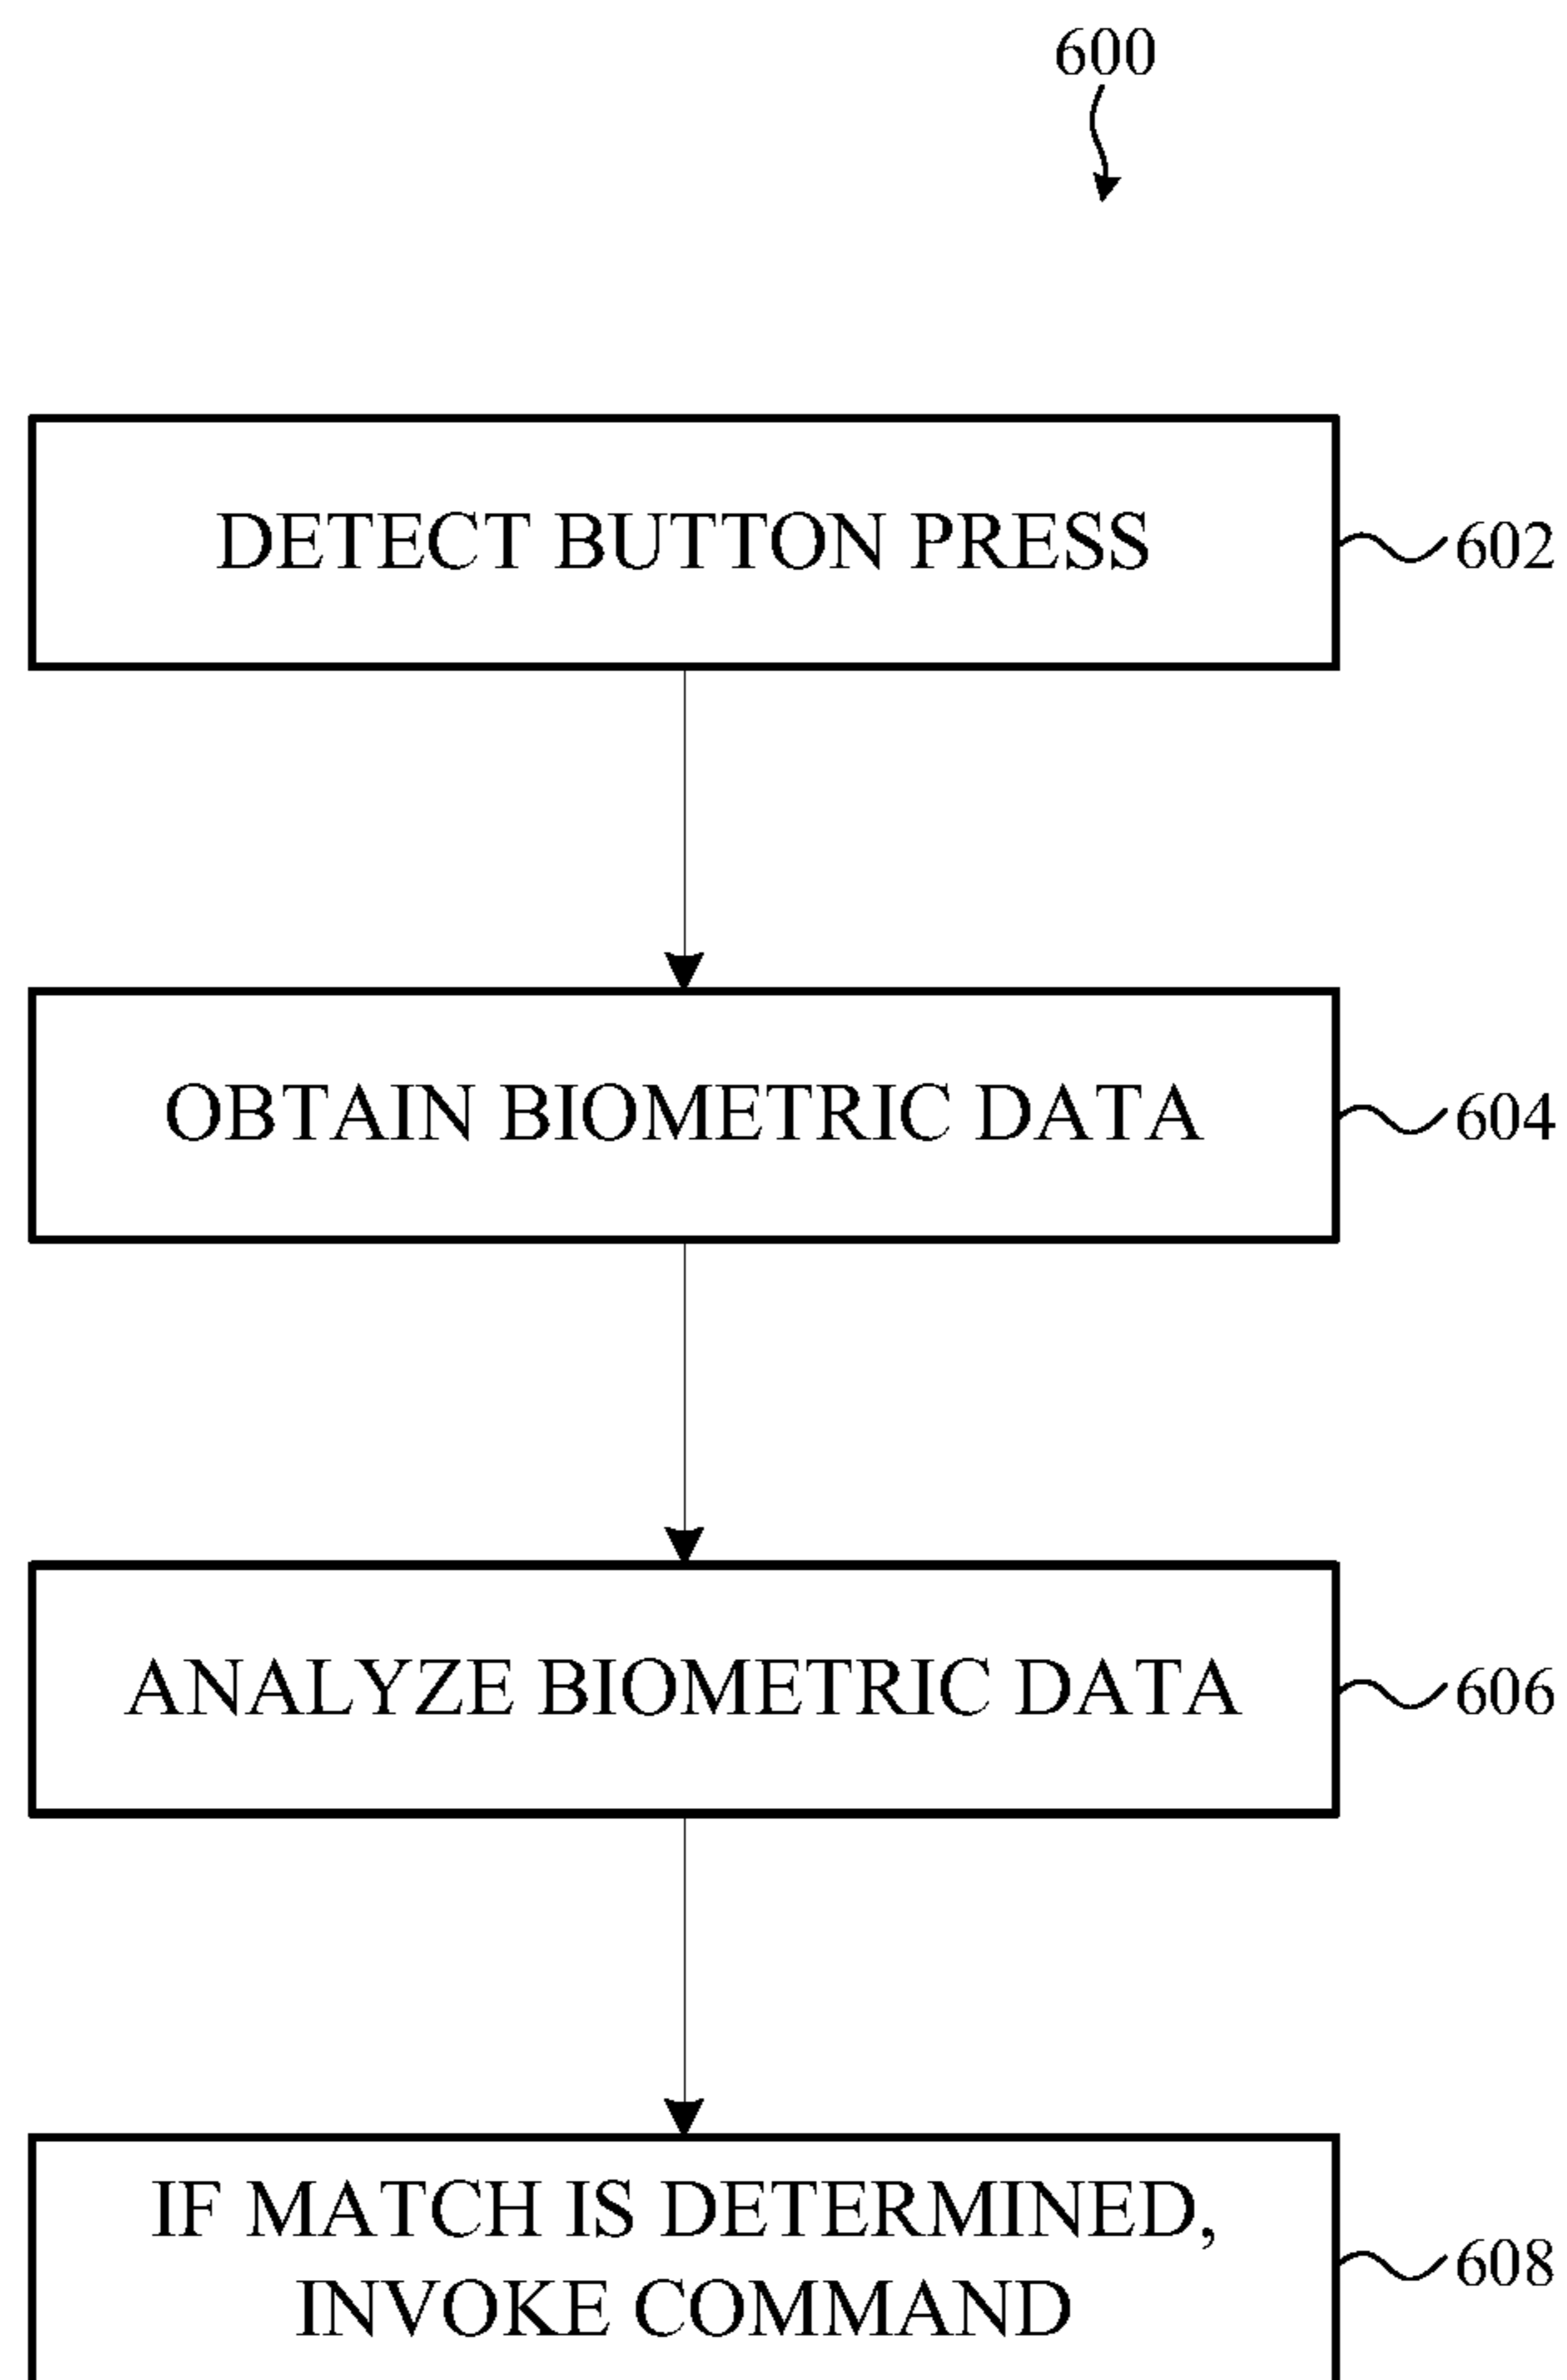 600
DETECT BUTTON PRESS
602
OBTAIN BIOMETRIC DATA
604
ANALYZE BIOMETRIC DATA
606
IF MATCH IS DETERMINED,
INVOKE COMMAND
608